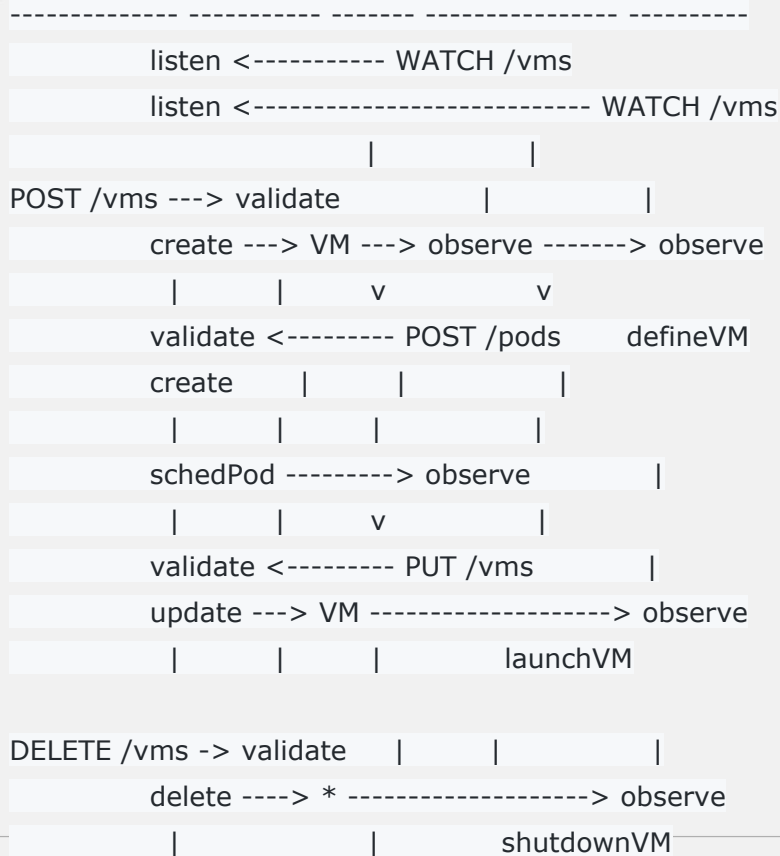 -------------- ----------- ------- ---------------- ----------
listen <----------- WATCH /vms
listen <---------------------------- WATCH /vms
| |
POST /vms ---> validate | |
create ---> VM ---> observe -------> observe
| | v v
validate <--------- POST /pods defineVM
create | | |
| | | |
schedPod ---------> observe |
| | v |
validate <--------- PUT /vms |
update ---> VM --------------------> observe
| | | launchVM
DELETE /vms -> validate | | |
delete ----> * --------------------> observe
| | shutdownVM